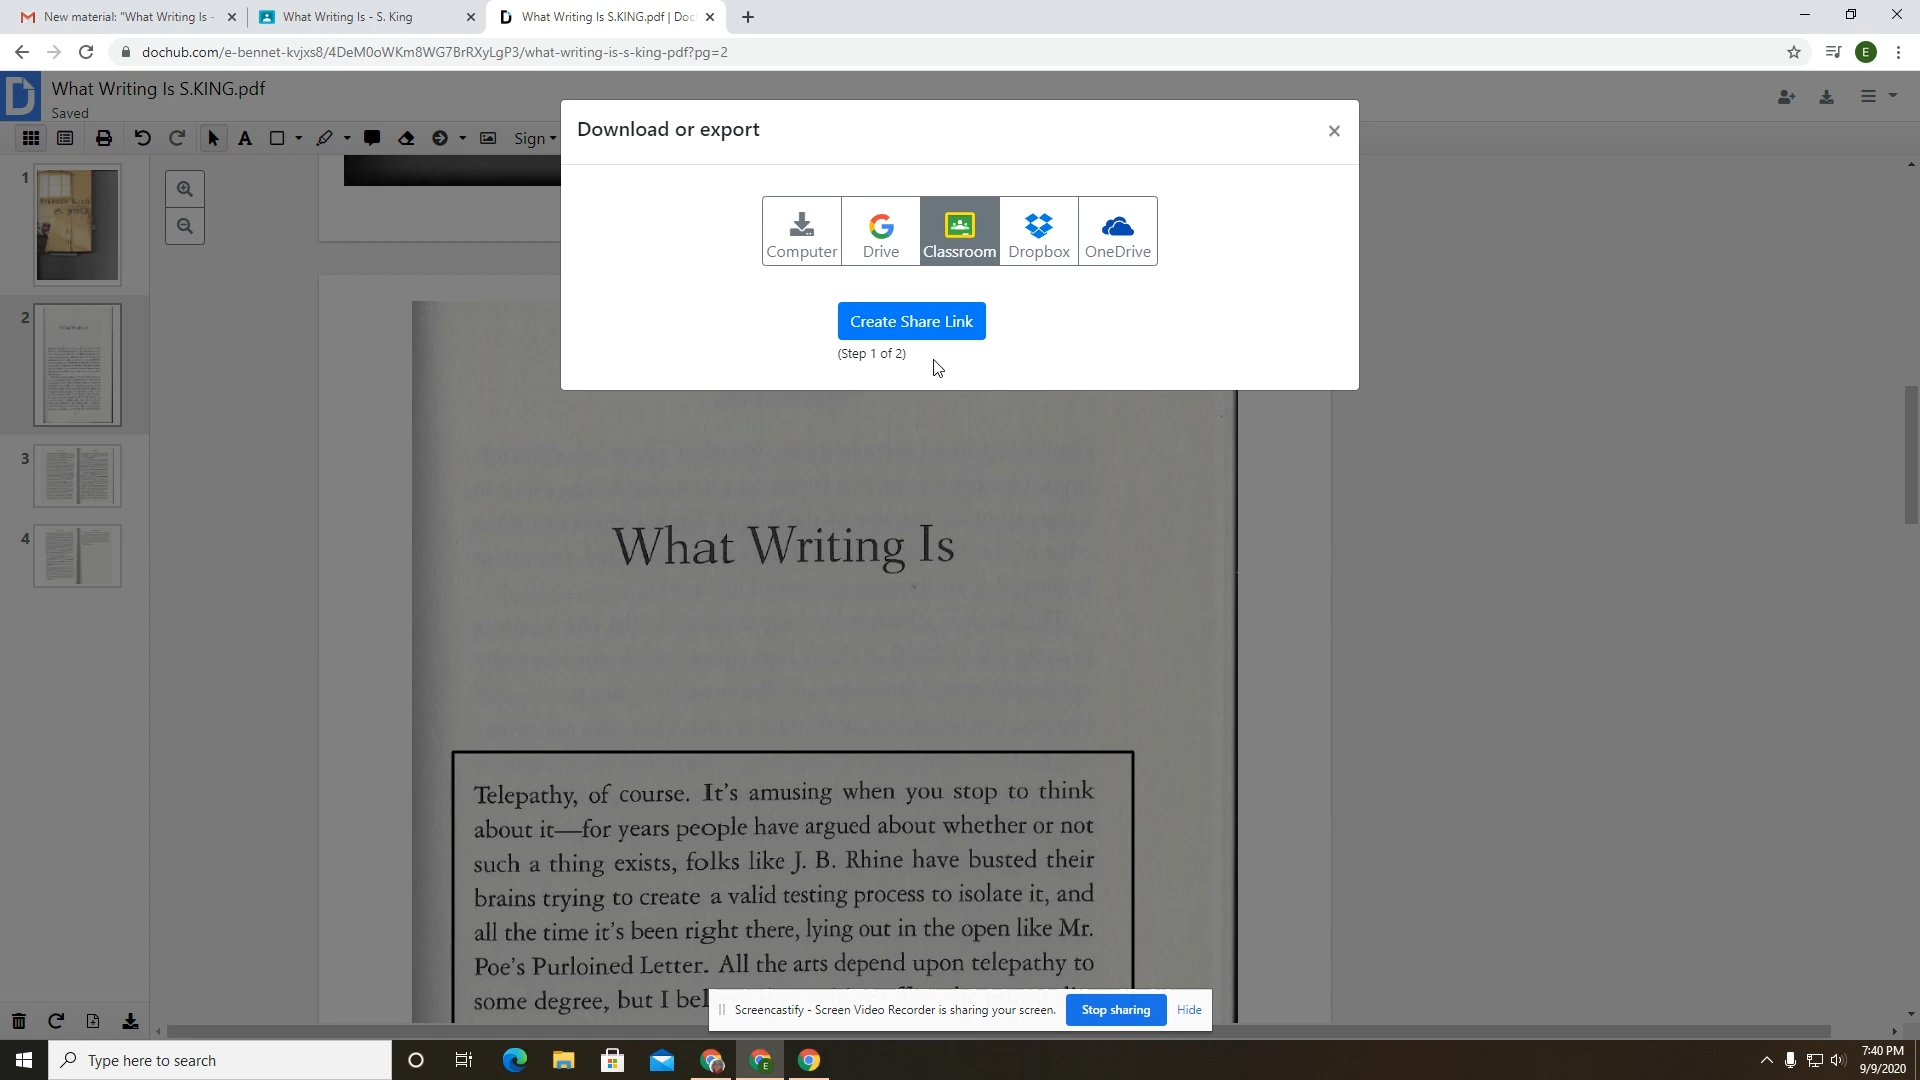 New material: "What Writing Is -
What Writing Is - S. King
What Writing Is S.KING.pdf | Doc
dochub.com/e-bennet-kvjxs8/4DeM0oWKm8WG7BrRXyLgP3/what-writing-is-s-king-pdf?pg=2
E
What Writing Is S.KING.pdf
Saved
Sign
Download or export
Computer
Drive
Classroom
Dropbox
OneDrive
Create Share Link
(Step 1 of 2)
1
2
3
4
What Writing Is
Telepathy, of course. It's amusing when you stop to think
about it—for years people have argued about whether or not
such a thing exists, folks like J. B. Rhine have busted their
brains trying to create a valid testing process to isolate it, and
all the time it's been right there, lying out in the open like Mr.
Poe's Purloined Letter. All the arts depend upon telepathy to
some degree, but I bel
Screencastify - Screen Video Recorder is sharing your screen.
Stop sharing
Hide
Type here to search
7:40 PM
9/9/2020